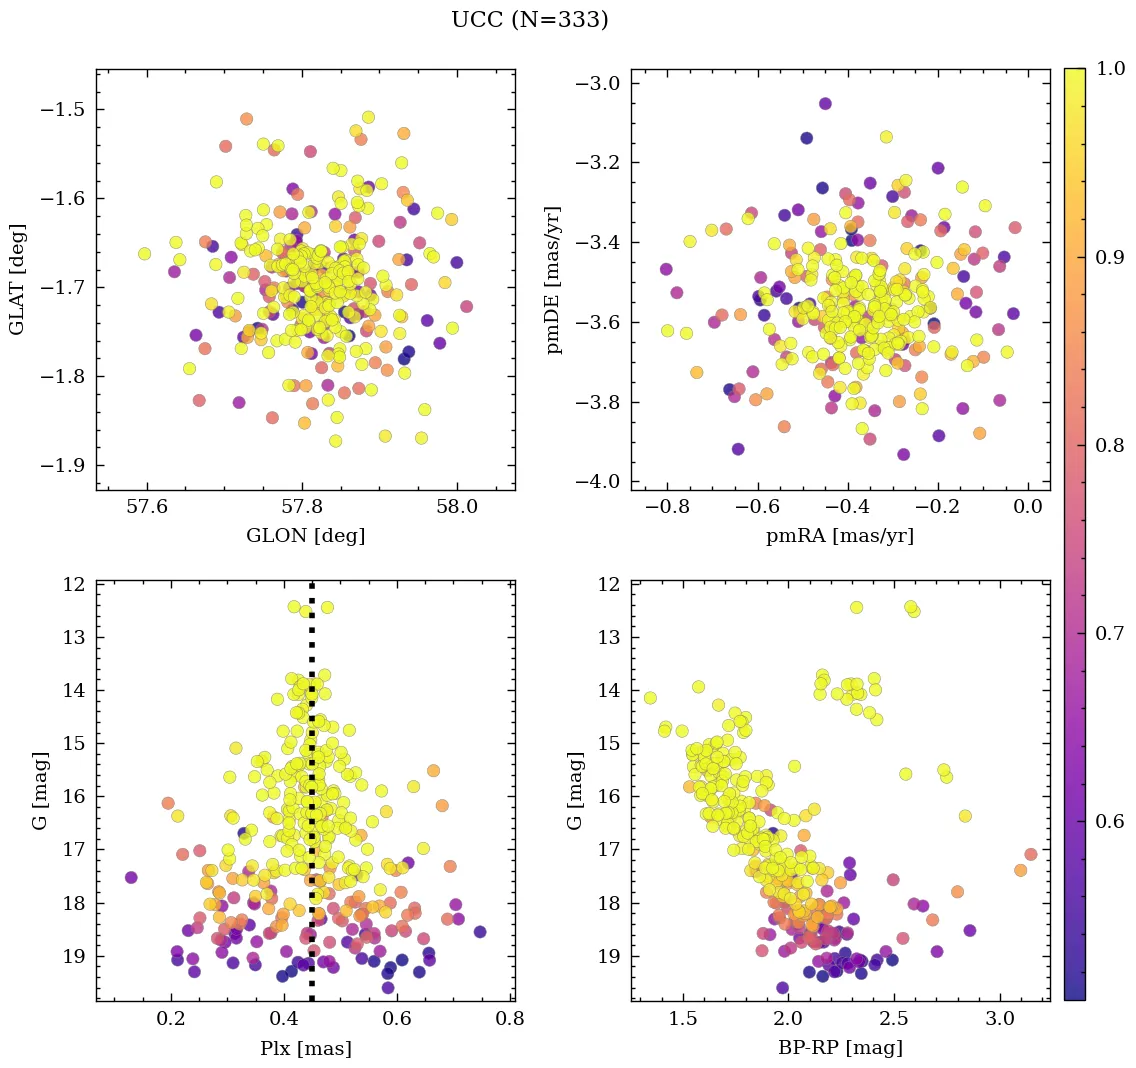 UCC (N=333)
−1.5
−1.6
−1.7
−1.8
−1.9
GLAT [deg]
57.6 57.8 58.0
GLON [deg]
−3.0
−3.2
−3.4
−3.6
−3.8
−4.0
pmDE [mas/yr]
−0.8 −0.6 −0.4 −0.2 0.0
pmRA [mas/yr]
1.0
0.9
0.8
0.7
0.6
12
13
14
15
16
17
18
19
G [mag]
0.2 0.4 0.6 0.8
Plx [mas]
12
13
14
15
16
17
18
19
G [mag]
1.5 2.0 2.5 3.0
BP-RP [mag]